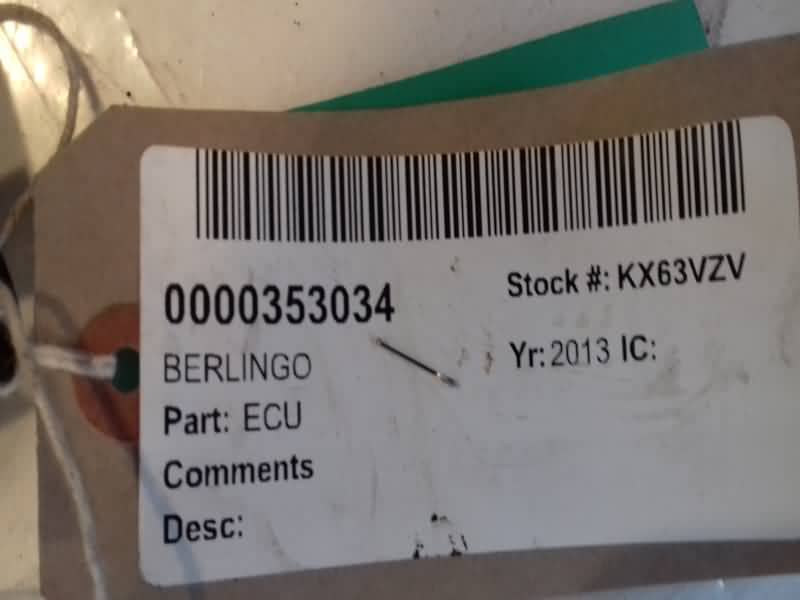 0000353034
Stock #: KX63VZV
BERLINGO
Yr: 2013 IC:
Part: ECU
Comments
Desc: